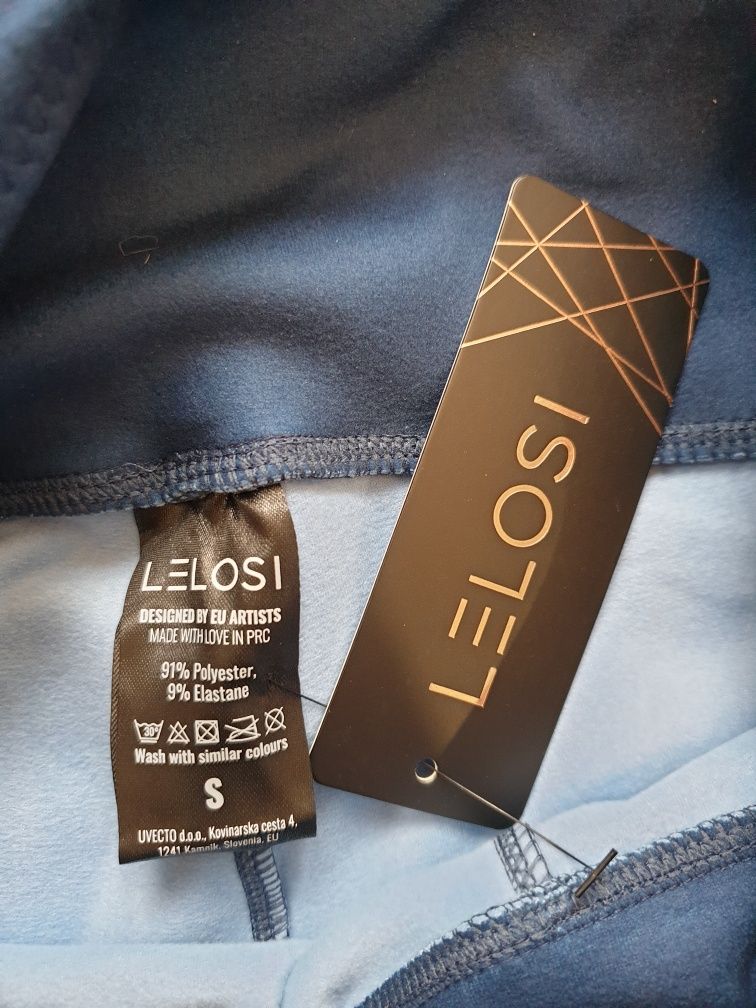 LELOSI
DESIGNED BY EU ARTISTS
MADE WITH LOVE IN PRC
91% Polyester,
9% Elastane
30°
Wash with similar colours
S
UVECTO d.o.o., Kovinarska cesta 4,
1241 Kamnik, Slovenia, EU
LELOSI